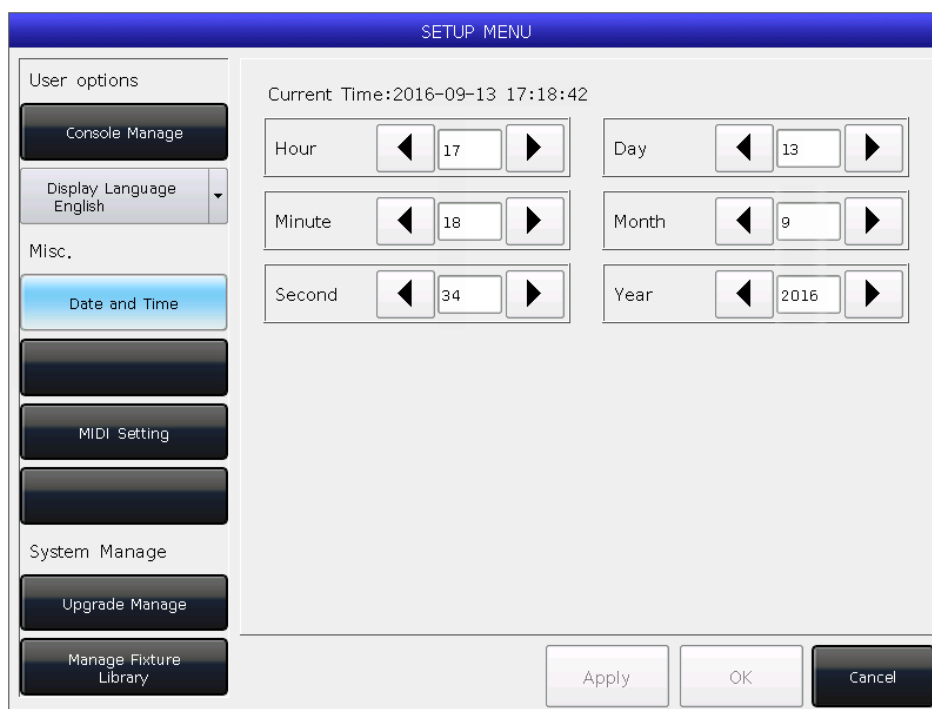 SETUP MENU
User options
Console Manage
Display Language
English
Misc.
Date and Time
MIDI Setting
System Manage
Upgrade Manage
Manage Fixture
Library
Current Time:2016-09-13 17:18:42
Hour 17
Day 13
Minute 18
Month 9
Second 34
Year 2016
Apply
OK
Cancel